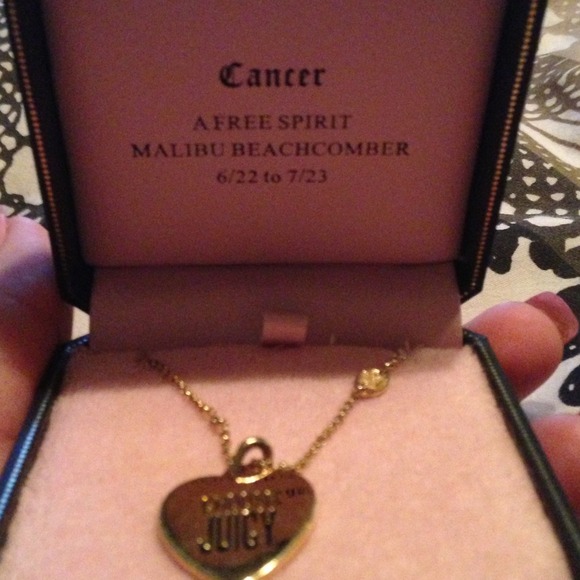 Cancer
A FREE SPIRIT
MALIBU BEACHCOMBER
6/22 to 7/23
JUICY